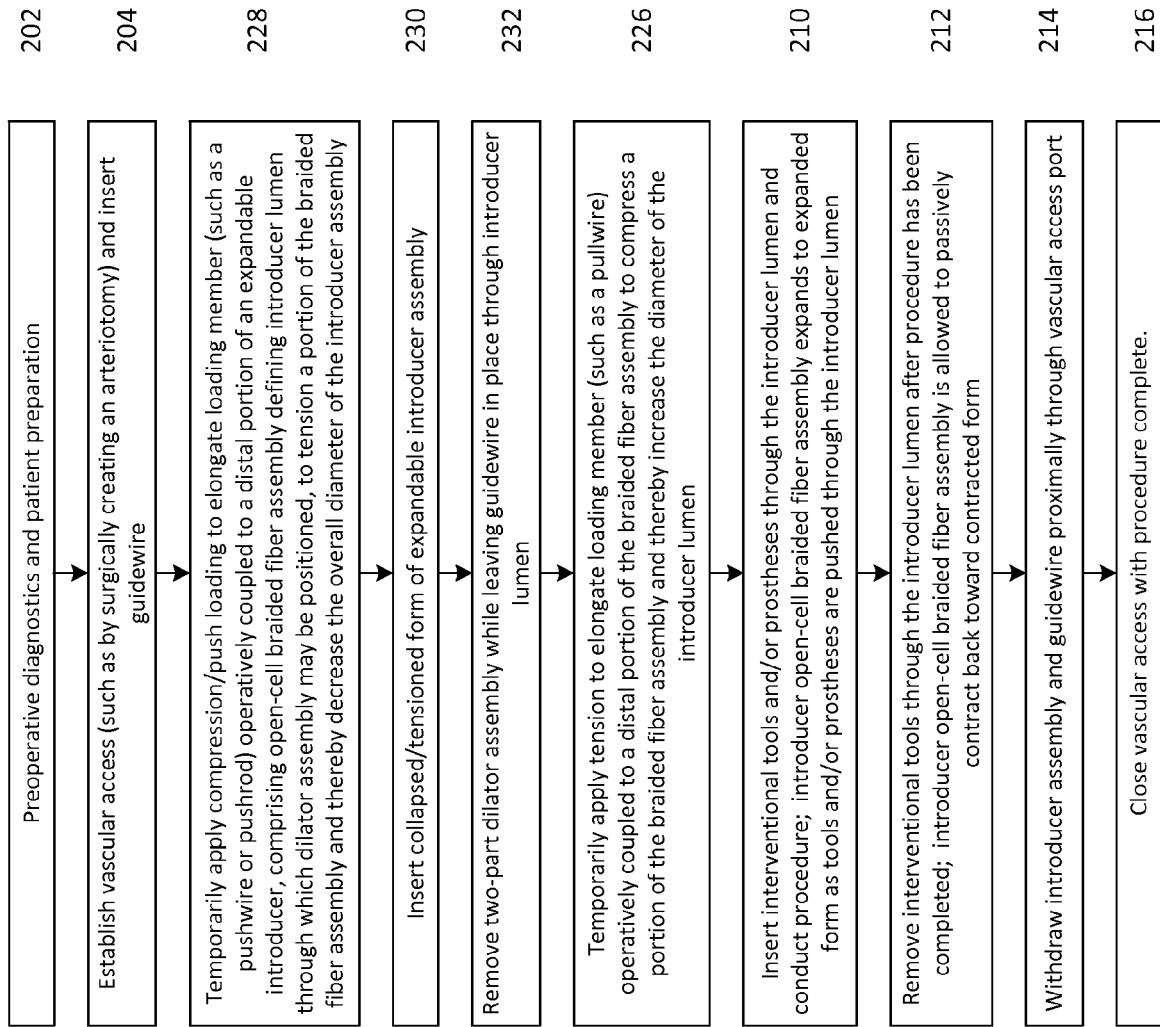 Preoperative diagnostics and patient preparation
202
Establish vascular access (such as by surgically creating an arteriotomy) and insert
guidewire
204
Temporarily apply compression/push loading to elongate loading member (such as a
pushwire or pushrod) operatively coupled to a distal portion of an expandable
introducer, comprising open-cell braided fiber assembly defining introducer lumen
through which dilator assembly may be positioned, to tension a portion of the braided
fiber assembly and thereby decrease the overall diameter of the introducer assembly
228
Insert collapsed/tensioned form of expandable introducer assembly
230
Remove two-part dilator assembly while leaving guidewire in place through introducer
lumen
232
Temporarily apply tension to elongate loading member (such as a pullwire)
operatively coupled to a distal portion of the braided fiber assembly to compress a
portion of the braided fiber assembly and thereby increase the diameter of the
introducer lumen
226
Insert interventional tools and/or prostheses through the introducer lumen and
conduct procedure; introducer open-cell braided fiber assembly expands to expanded
form as tools and/or prostheses are pushed through the introducer lumen
210
Remove interventional tools through the introducer lumen after procedure has been
completed; introducer open-cell braided fiber assembly is allowed to passively
contract back toward contracted form
212
Withdraw introducer assembly and guidewire proximally through vascular access port
214
Close vascular access with procedure complete.
216